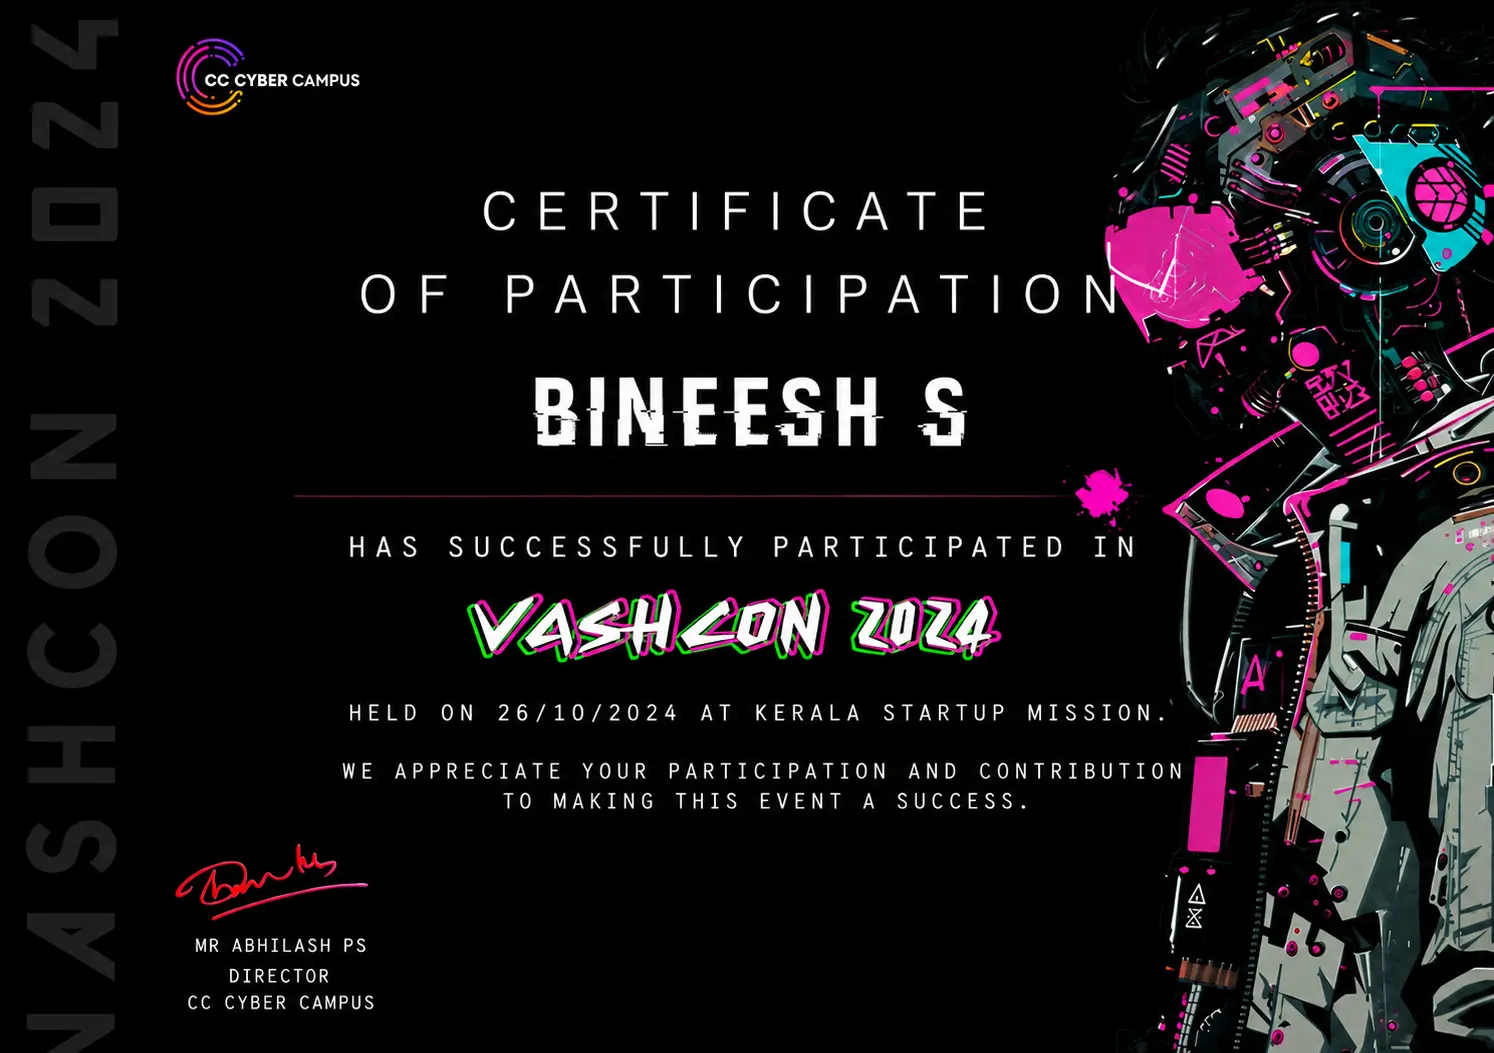 VASHCON 2024
CC CYBER CAMPUS
CERTIFICATE
OF PARTICIPATION
BINEESH S
HAS SUCCESSFULLY PARTICIPATED IN
VASHCON 2024
HELD ON 26/10/2024 AT KERALA STARTUP MISSION.
WE APPRECIATE YOUR PARTICIPATION AND CONTRIBUTION
TO MAKING THIS EVENT A SUCCESS.
MR ABHILASH PS
DIRECTOR
CC CYBER CAMPUS
A